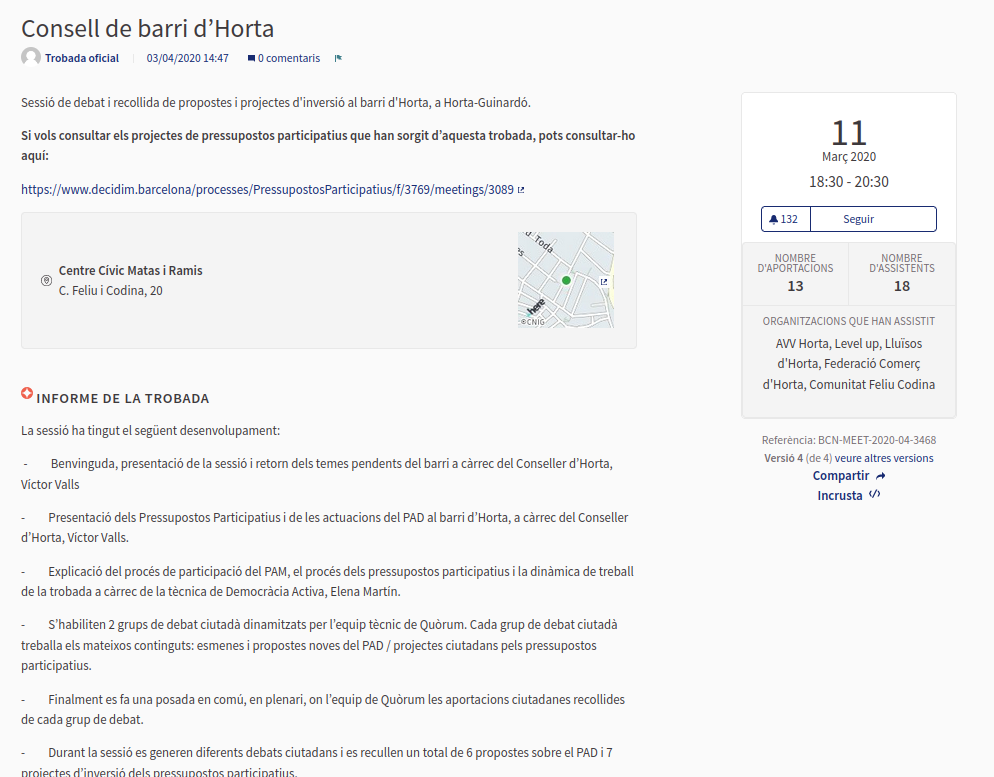 Consell de barri d’Horta
Trobada oficial
03/04/2020 14:47
0 comentaris
Sessió de debat i recollida de propostes i projectes d'inversió al barri d'Horta, a Horta-Guinardó.
Si vols consultar els projectes de pressupostos participatius que han sorgit d’aquesta trobada, pots consultar-ho
aquí:
https://www.decidim.barcelona/processes/PressupostosParticipatius/f/3769/meetings/3089
Centre Cívic Matas i Ramis
C. Feliu i Codina, 20
Toda
here
©CNIG
INFORME DE LA TROBADA
La sessió ha tingut el següent desenvolupament:
- Benvinguda, presentació de la sessió i retorn dels temes pendents del barri a càrrec del Conseller d’Horta,
Víctor Valls
- Presentació dels Pressupostos Participatius i de les actuacions del PAD al barri d’Horta, a càrrec del Conseller
d’Horta, Víctor Valls.
- Explicació del procés de participació del PAM, el procés dels pressupostos participatius i la dinàmica de treball
de la trobada a càrrec de la tècnica de Democràcia Activa, Elena Martín.
- S’habiliten 2 grups de debat ciutadà dinamitzats per l’equip tècnic de Quòrum. Cada grup de debat ciutadà
treballa els mateixos continguts: esmenes i propostes noves del PAD / projectes ciutadans pels pressupostos
participatius.
- Finalment es fa una posada en comú, en plenari, on l’equip de Quòrum les aportacions ciutadanes recollides
de cada grup de debat.
- Durant la sessió es generen diferents debats ciutadans i es recullen un total de 6 propostes sobre el PAD i 7
projectes d’inversió dels pressupostos participatius.
11
Març 2020
18:30 - 20:30
132
Seguir
NOMBRE
D'APORTACIONS
13
NOMBRE
D'ASSISTENTS
18
ORGANITZACIONS QUE HAN ASSISTIT
AVV Horta, Level up, Lluïsos
d'Horta, Federació Comerç
d'Horta, Comunitat Feliu Codina
Referència: BCN-MEET-2020-04-3468
Versió 4 (de 4) veure altres versions
Compartir
Incrusta